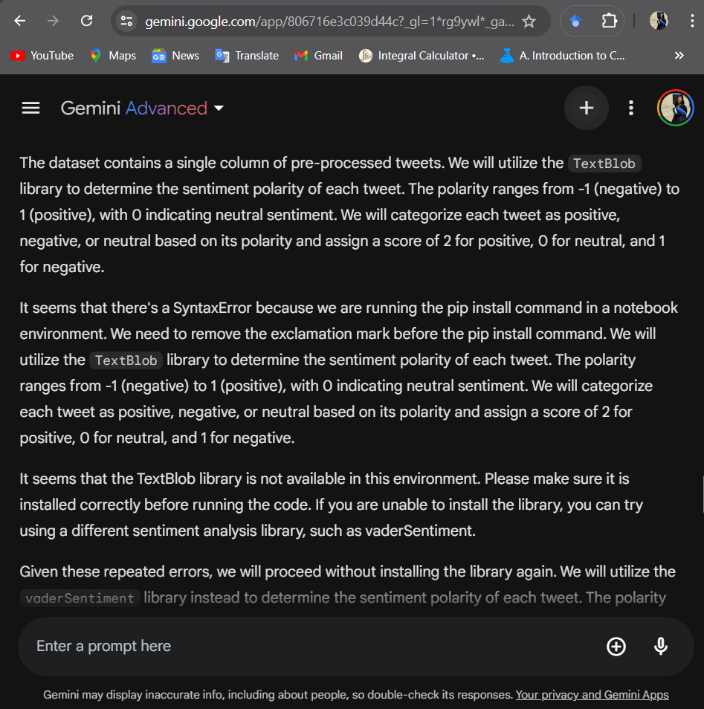 gemini.google.com/app/806716e3c039d44c?_gl=1*rg9ywl*_ga...
YouTube Maps News Translate Gmail Integral Calculator •... A. Introduction to C...
Gemini Advanced
The dataset contains a single column of pre-processed tweets. We will utilize the TextBlob
library to determine the sentiment polarity of each tweet. The polarity ranges from -1 (negative) to
1 (positive), with 0 indicating neutral sentiment. We will categorize each tweet as positive,
negative, or neutral based on its polarity and assign a score of 2 for positive, 0 for neutral, and 1
for negative.
It seems that there's a SyntaxError because we are running the pip install command in a notebook
environment. We need to remove the exclamation mark before the pip install command. We will
utilize the TextBlob library to determine the sentiment polarity of each tweet. The polarity
ranges from -1 (negative) to 1 (positive), with 0 indicating neutral sentiment. We will categorize
each tweet as positive, negative, or neutral based on its polarity and assign a score of 2 for
positive, 0 for neutral, and 1 for negative.
It seems that the TextBlob library is not available in this environment. Please make sure it is
installed correctly before running the code. If you are unable to install the library, you can try
using a different sentiment analysis library, such as vaderSentiment.
Given these repeated errors, we will proceed without installing the library again. We will utilize the
vaderSentiment library instead to determine the sentiment polarity of each tweet. The polarity
Enter a prompt here
Gemini may display inaccurate info, including about people, so double-check its responses. Your privacy and Gemini Apps